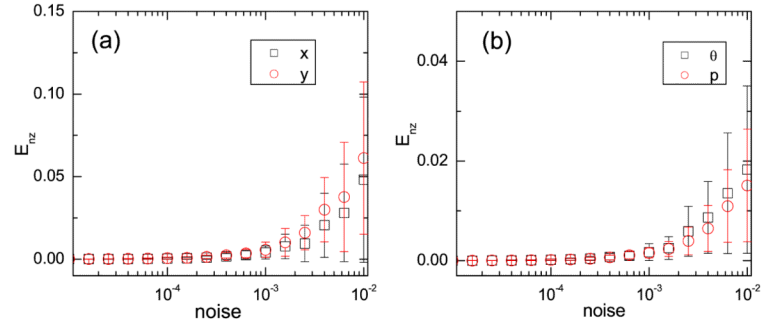 (a)
x
y
0.15
0.10
0.05
0.00
E_nz
10^-4
10^-3
10^-2
noise
(b)
θ
p
0.04
0.02
0.00
E_nz
10^-4
10^-3
10^-2
noise